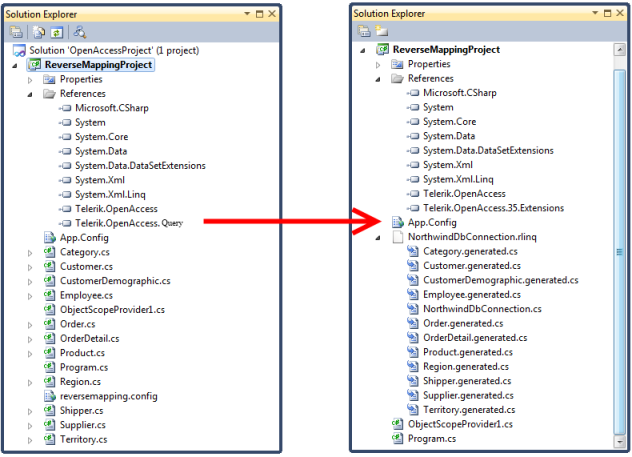 Solution Explorer
Solution 'OpenAccessProject' (1 project)
ReverseMappingProject
Properties
References
Microsoft.CSharp
System
System.Core
System.Data
System.Data.DataSetExtensions
System.Xml
System.Xml.Linq
Telerik.OpenAccess
Telerik.OpenAccess. Query
App.Config
Category.cs
Customer.cs
CustomerDemographic.cs
Employee.cs
ObjectScopeProvider1.cs
Order.cs
OrderDetail.cs
Product.cs
Program.cs
Region.cs
reversemapping.config
Shipper.cs
Supplier.cs
Territory.cs
Solution Explorer
ReverseMappingProject
Properties
References
Microsoft.CSharp
System
System.Core
System.Data
System.Data.DataSetExtensions
System.Xml
System.Xml.Linq
Telerik.OpenAccess
Telerik.OpenAccess.35.Extensions
App.Config
NorthwindDbConnection.rlinq
Category.generated.cs
Customer.generated.cs
CustomerDemographic.generated.cs
Employee.generated.cs
NorthwindDbConnection.cs
Order.generated.cs
OrderDetail.generated.cs
Product.generated.cs
Region.generated.cs
Shipper.generated.cs
Supplier.generated.cs
Territory.generated.cs
ObjectScopeProvider1.cs
Program.cs